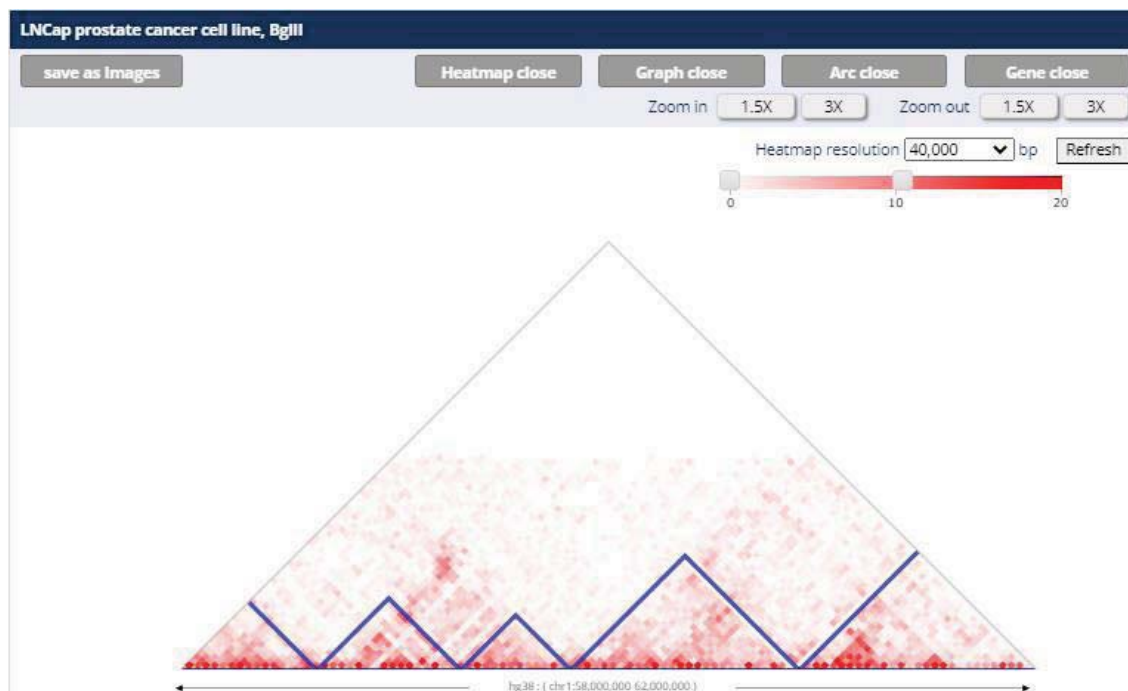 LNCap prostate cancer cell line, BglII
save as Images Heatmap close Graph close Arc close Gene close
Zoom in 1.5X 3X Zoom out 1.5X 3X
Heatmap resolution 40,000 bp Refresh
0 10 20
hg38 : ( chr1:58,000,000 62,000,000 )